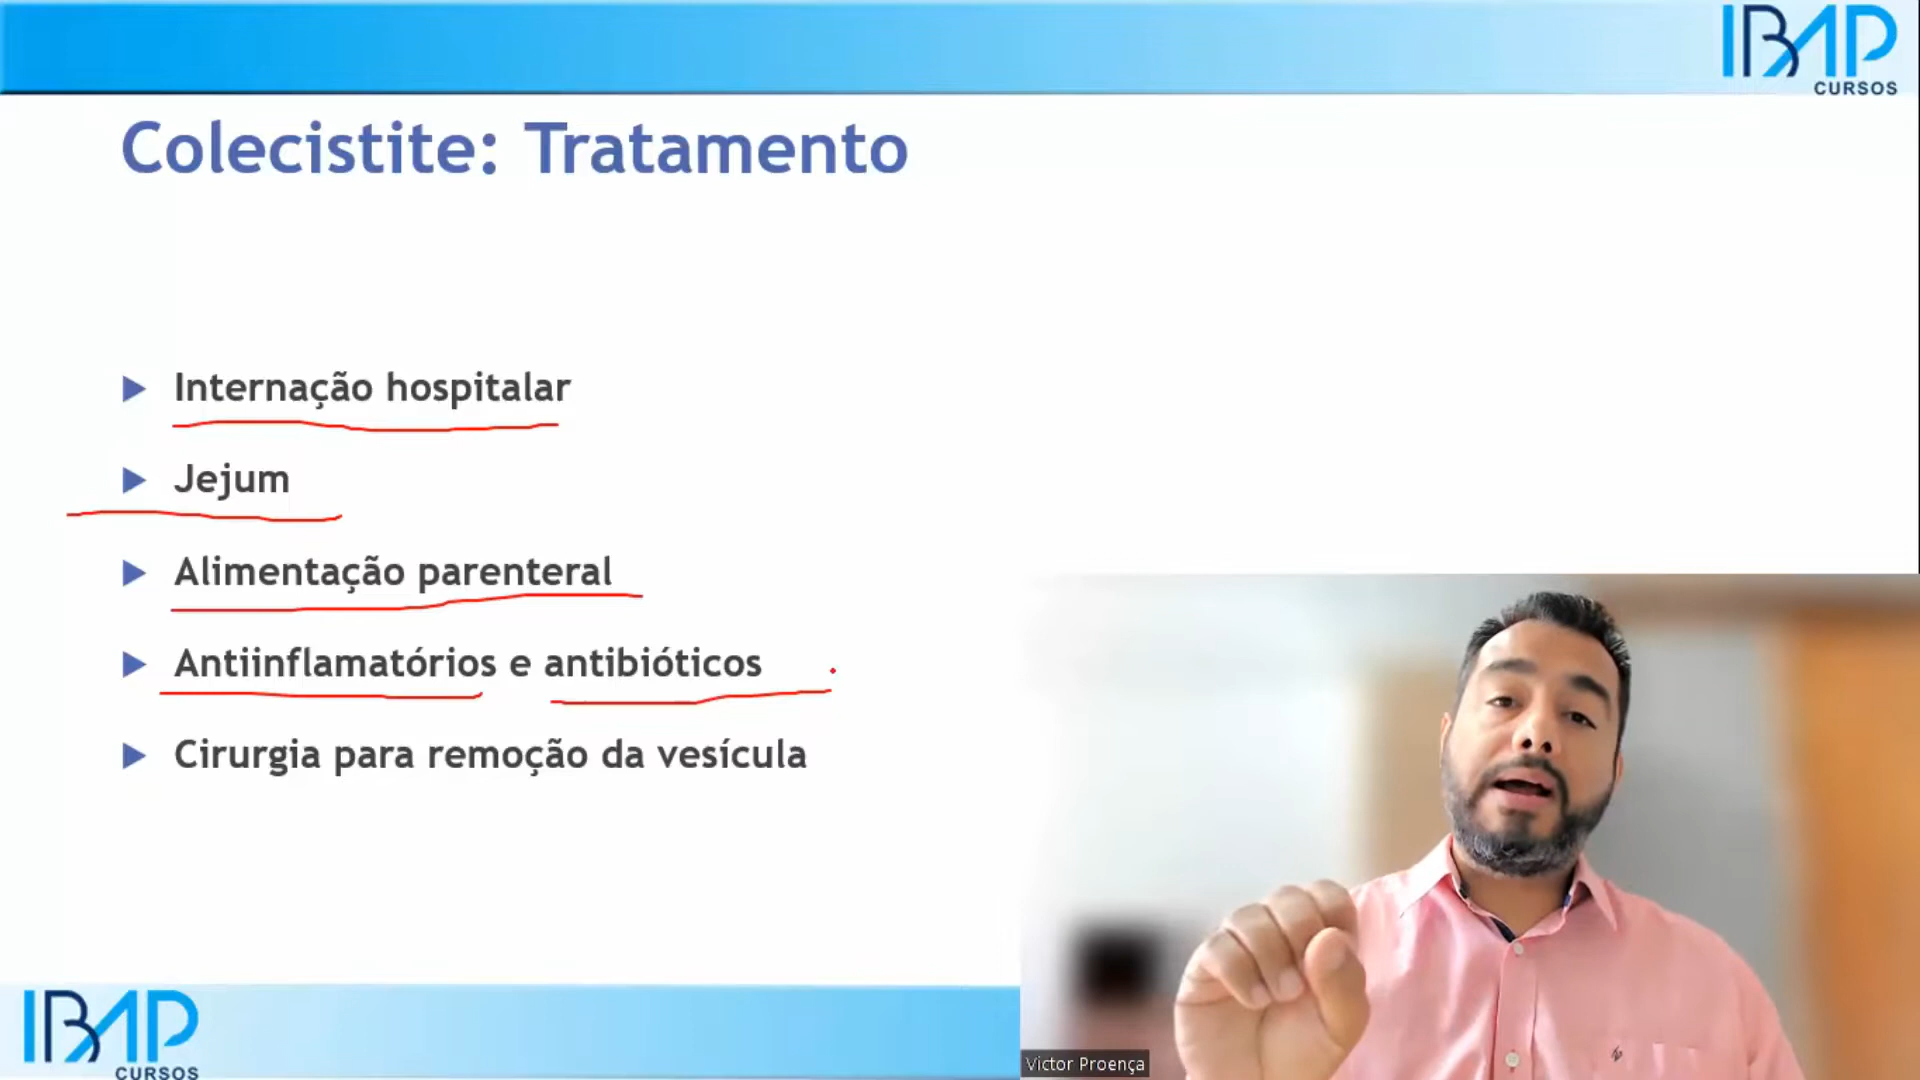 IBAP
CURSOS
Colecistite: Tratamento
Internação hospitalar
Jejum
Alimentação parenteral
Antiinflamatórios e antibióticos
Cirurgia para remoção da vesícula
IBAP
CURSOS
Victor Proença